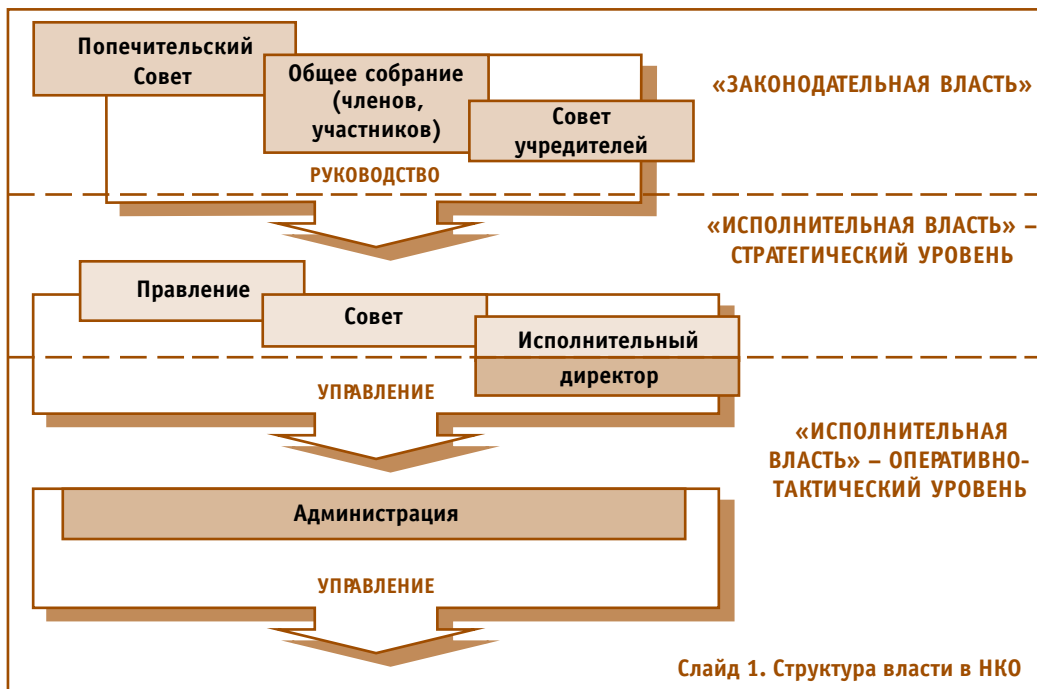 Попечительский
Совет
Общее собрание
(членов,
участников)
Совет
учредителей
«ЗАКОНОДАТЕЛЬНАЯ ВЛАСТЬ»
РУКОВОДСТВО
«ИСПОЛНИТЕЛЬНАЯ ВЛАСТЬ» –
СТРАТЕГИЧЕСКИЙ УРОВЕНЬ
Правление
Совет
Исполнительный
директор
УПРАВЛЕНИЕ
«ИСПОЛНИТЕЛЬНАЯ
ВЛАСТЬ» – ОПЕРАТИВНО-
ТАКТИЧЕСКИЙ УРОВЕНЬ
Администрация
УПРАВЛЕНИЕ
Слайд 1. Структура власти в НКО